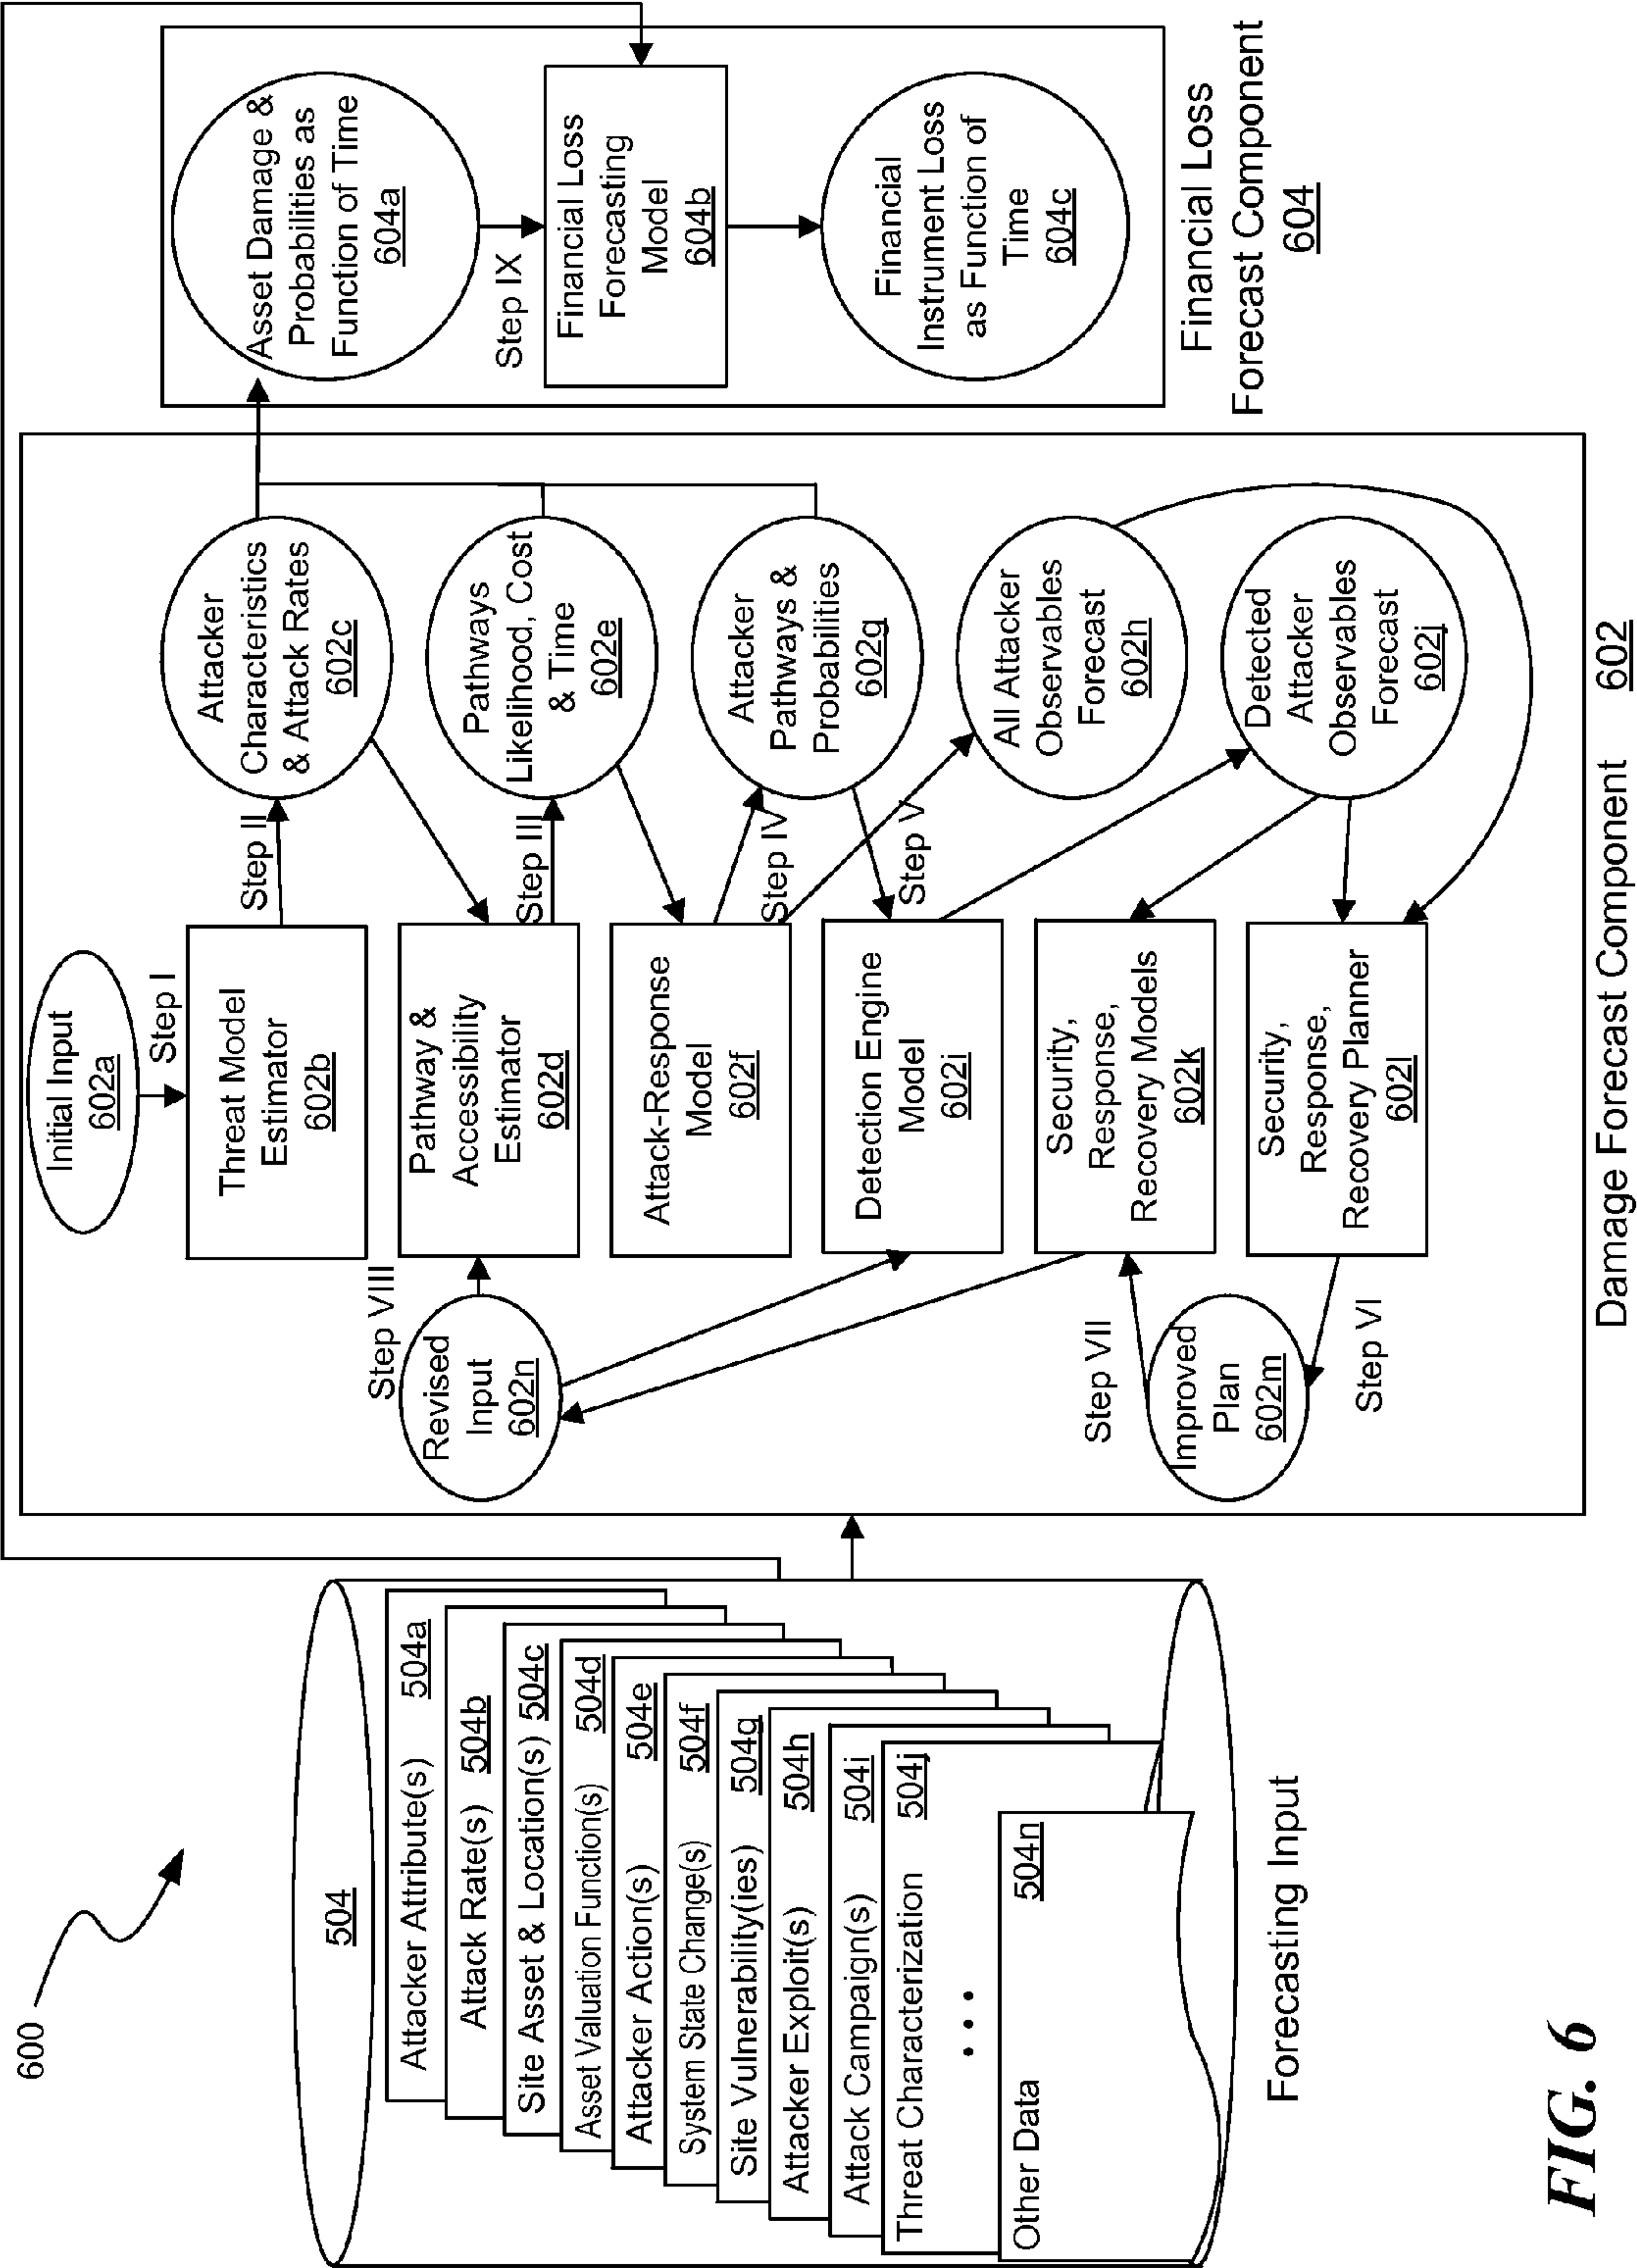 600
504
Attacker Attribute(s) 504a
Attack Rate(s) 504b
Site Asset & Location(s) 504c
Asset Valuation Function(s) 504d
Attacker Action(s) 504e
System State Change(s) 504f
Site Vulnerability(ies) 504g
Attacker Exploit(s) 504h
Attack Campaign(s) 504i
Threat Characterization 504j
• • •
Other Data 504n
Forecasting Input
Initial Input
602a
Step I
Threat Model
Estimator
602b
Step II
Attacker
Characteristics
& Attack Rates
602c
Step VIII
Revised
Input
602n
Pathway &
Accessibility
Estimator
602d
Step III
Pathways
Likelihood, Cost
& Time
602e
Attack-Response
Model
602f
Step IV
Attacker
Pathways &
Probabilities
602g
Detection Engine
Model
602i
Step V
All Attacker
Observables
Forecast
602h
Step VII
Security,
Response,
Recovery Models
602k
Detected
Attacker
Observables
Forecast
602j
Improved
Plan
602m
Step VI
Security,
Response,
Recovery Planner
602l
Damage Forecast Component 602
Asset Damage &
Probabilities as
Function of Time
604a
Step IX
Financial Loss
Forecasting
Model
604b
Financial
Instrument Loss
as Function of
Time
604c
Financial Loss
Forecast Component
604
FIG. 6